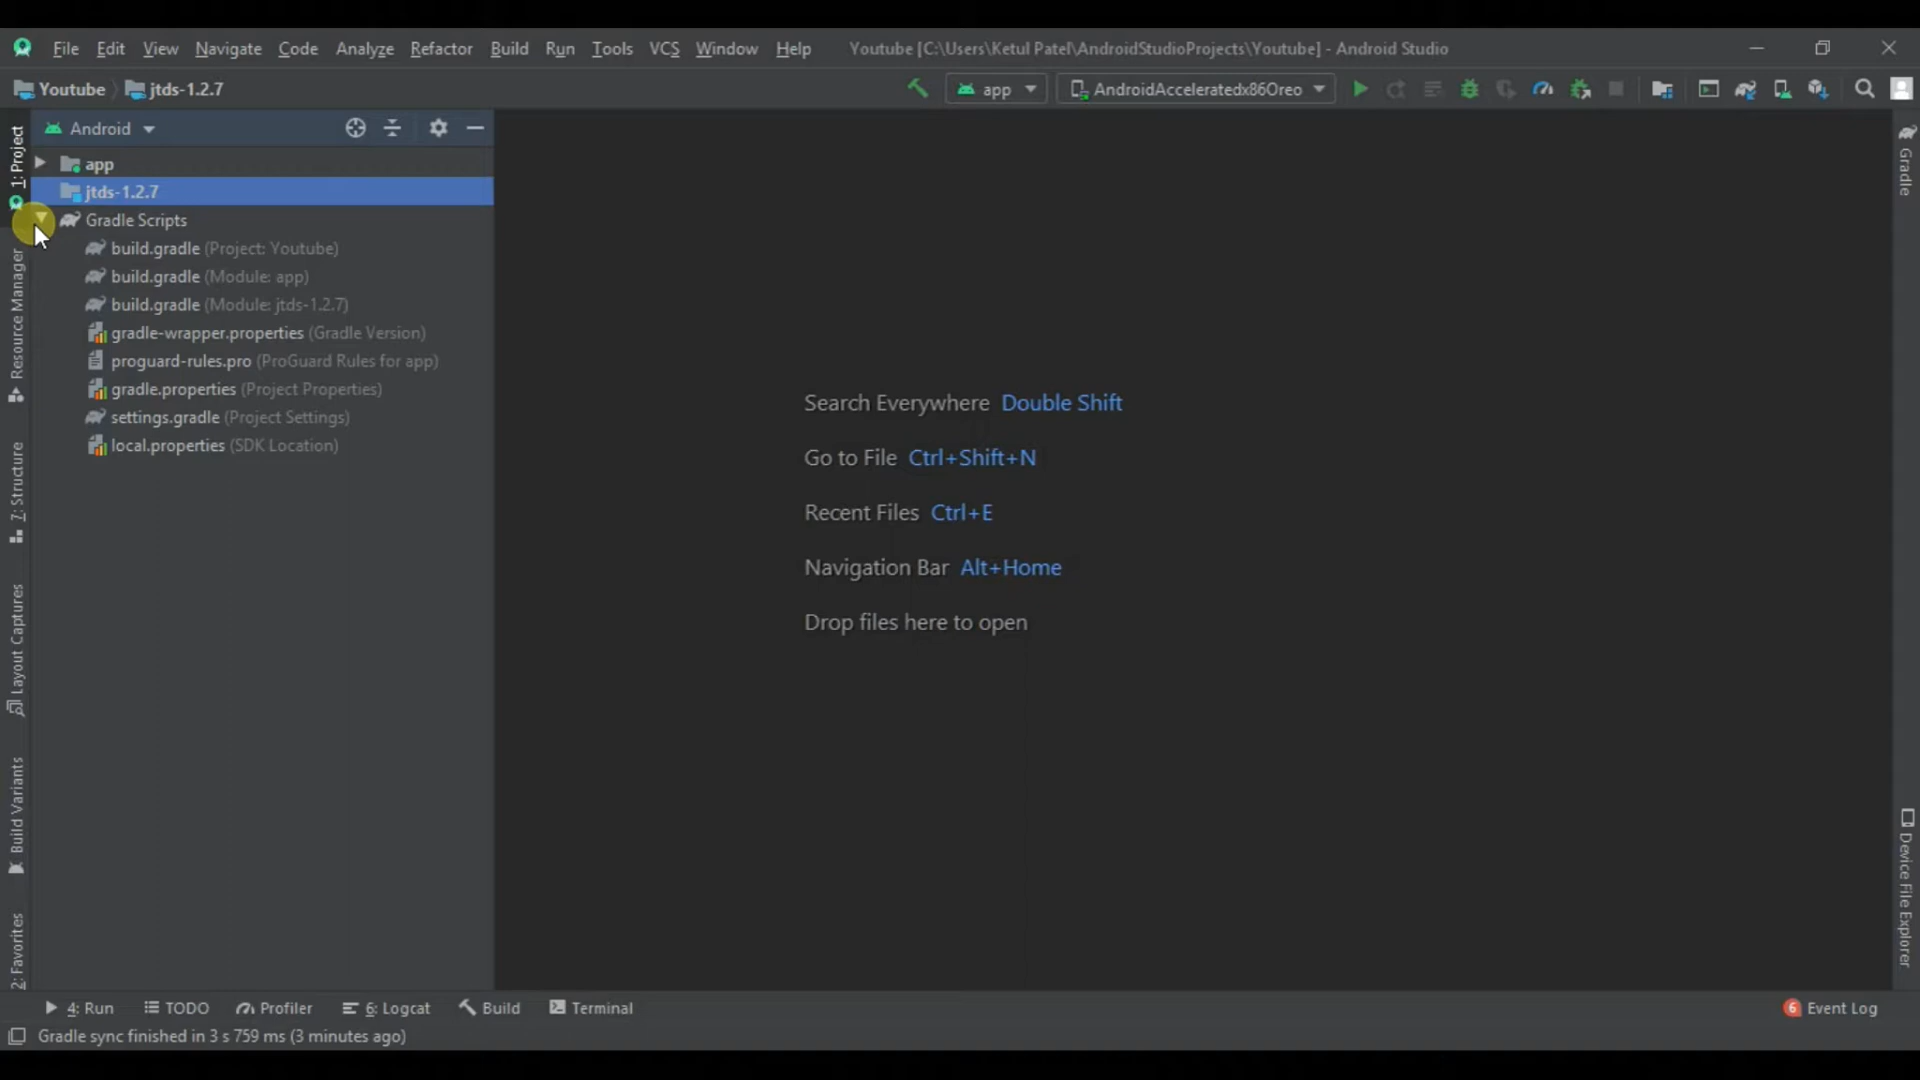 File Edit View Navigate Code Analyze Refactor Build Run Tools VCS Window Help Youtube [C:\Users\Ketul Patel\AndroidStudioProjects\Youtube] - Android Studio
Youtube jtds-1.2.7 app AndroidAcceleratedx86Oreo
Android
app
jtds-1.2.7
Gradle Scripts
build.gradle (Project: Youtube)
build.gradle (Module: app)
build.gradle (Module: jtds-1.2.7)
gradle-wrapper.properties (Gradle Version)
proguard-rules.pro (ProGuard Rules for app)
gradle.properties (Project Properties)
settings.gradle (Project Settings)
local.properties (SDK Location)
1: Project
Resource Manager
7: Structure
Layout Captures
Build Variants
2: Favorites
Search Everywhere Double Shift
Go to File Ctrl+Shift+N
Recent Files Ctrl+E
Navigation Bar Alt+Home
Drop files here to open
Gradle
Device File Explorer
4: Run TODO Profiler 6: Logcat Build Terminal 6 Event Log
Gradle sync finished in 3 s 759 ms (3 minutes ago)